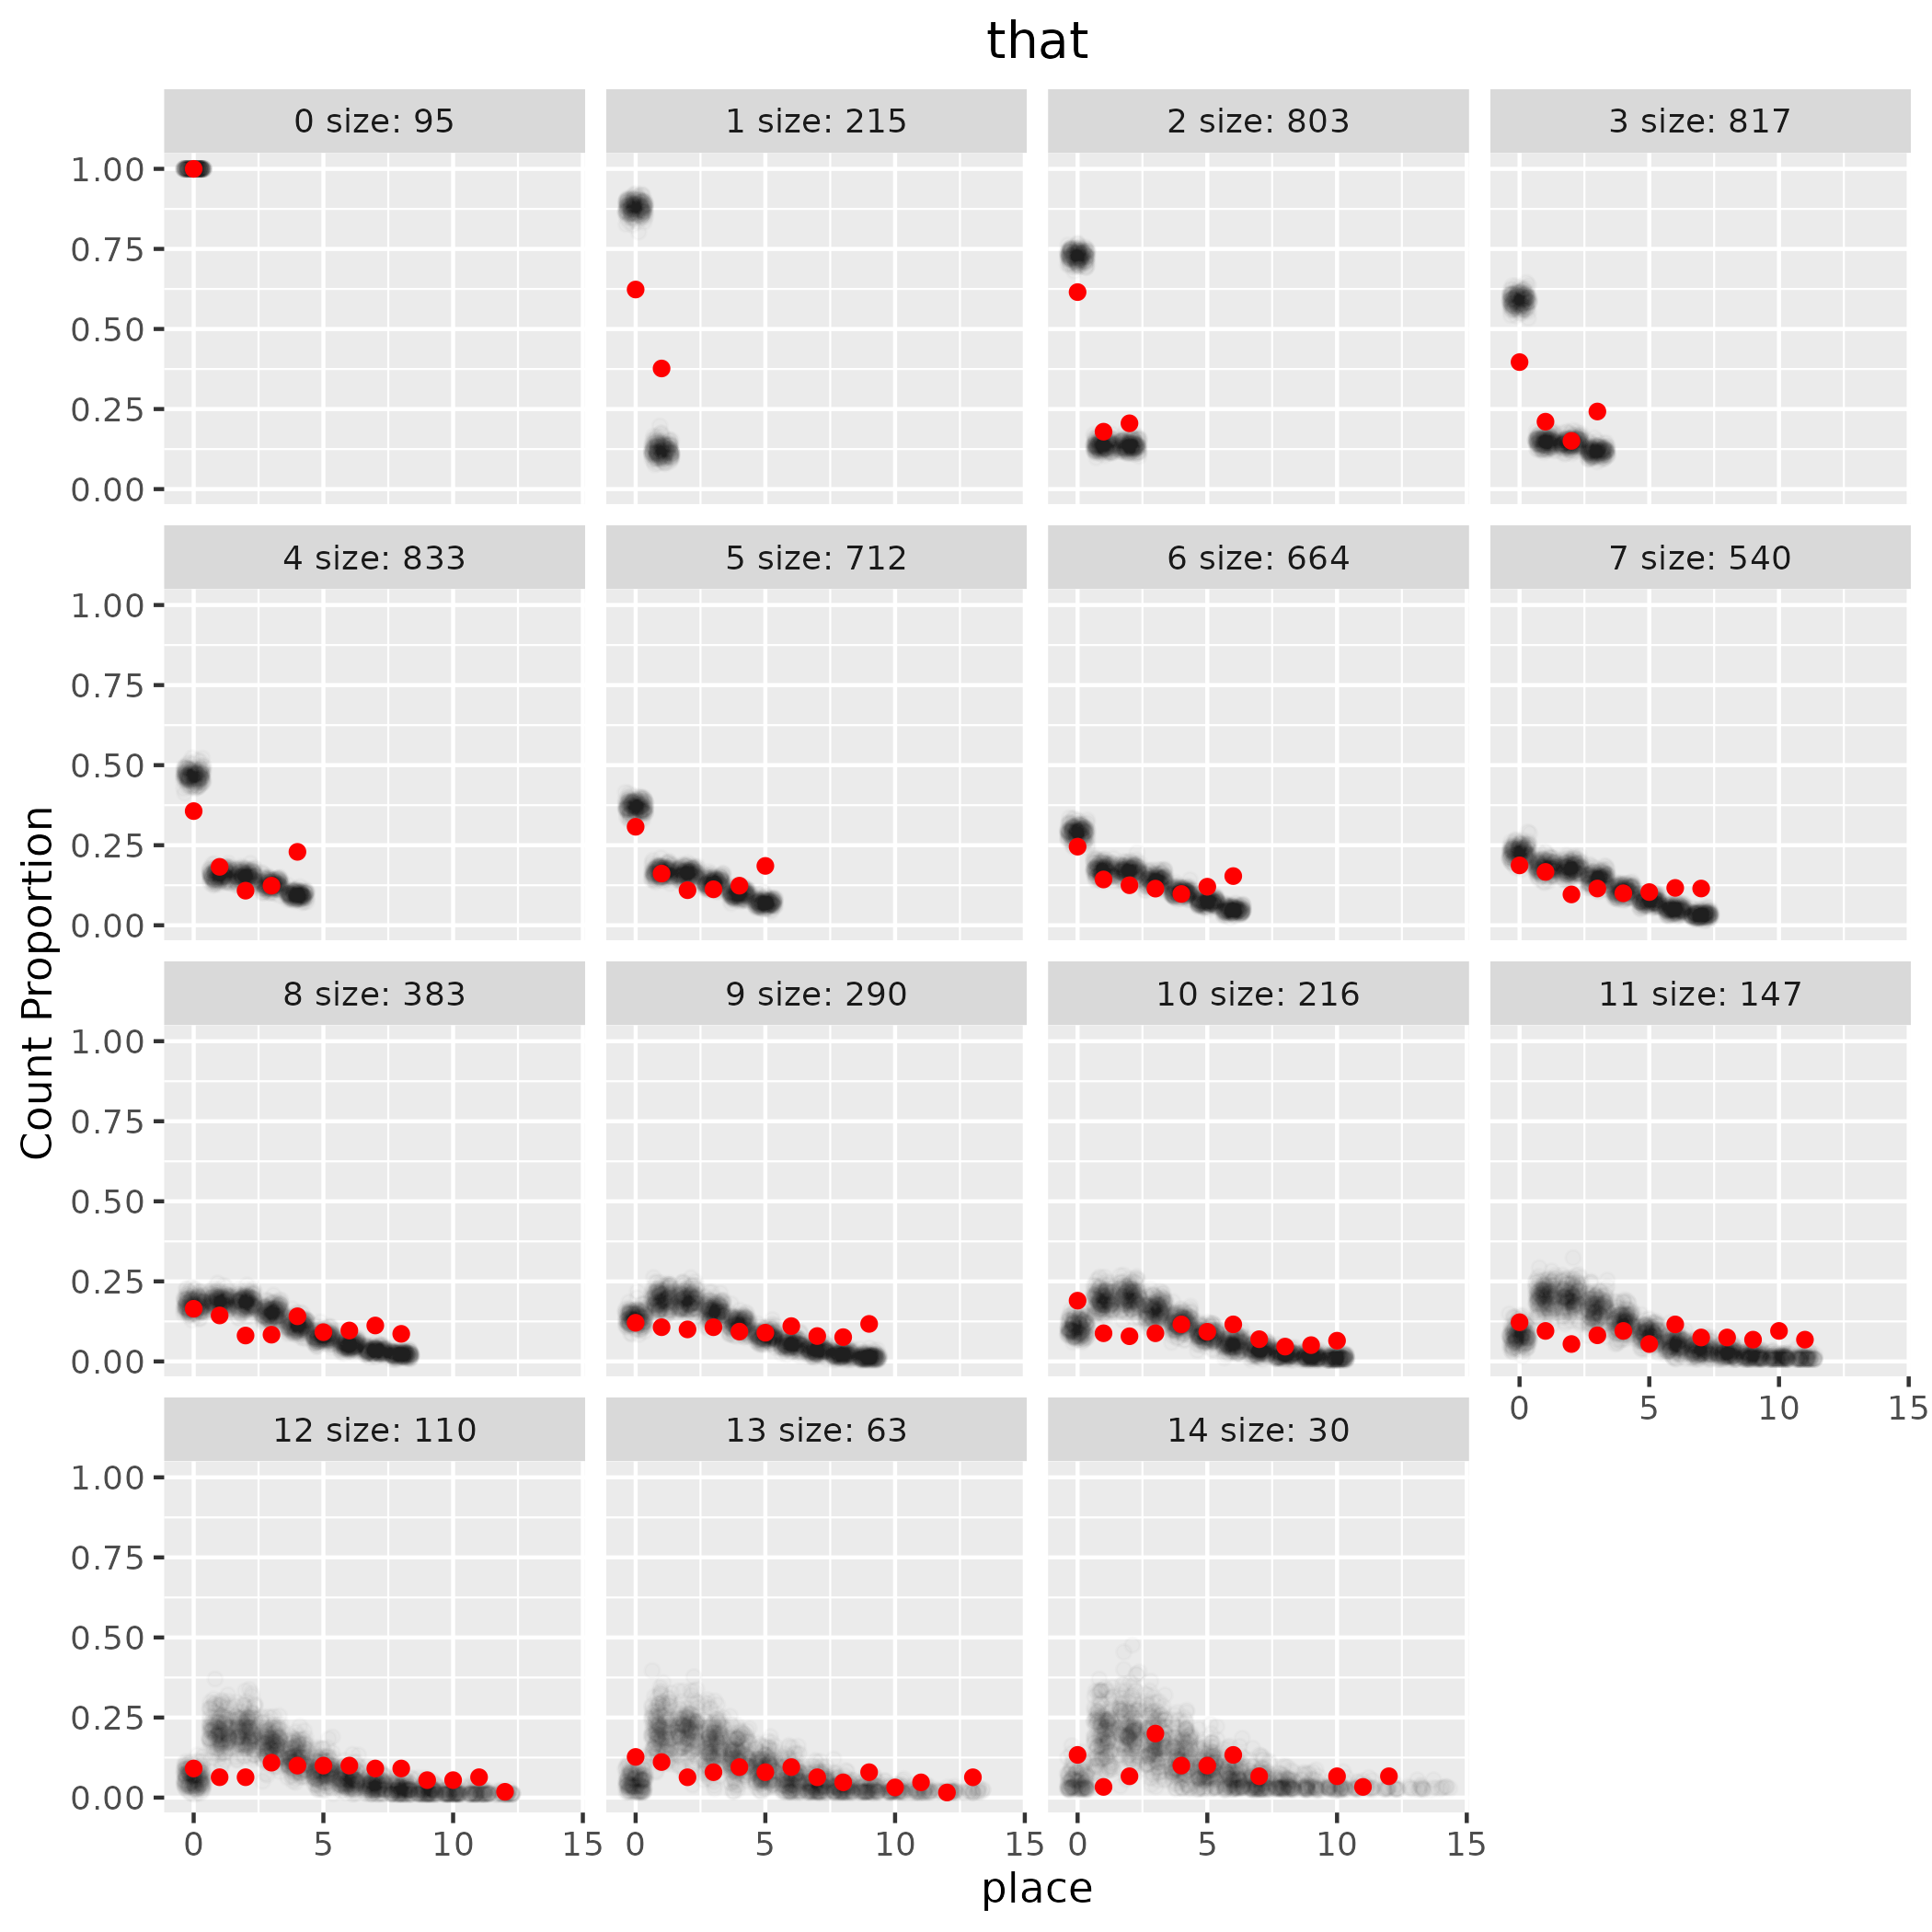 that
0 size: 95
1 size: 215
2 size: 803
3 size: 817
1.00
0.75
0.50
0.25
0.00
4 size: 833
5 size: 712
6 size: 664
7 size: 540
1.00
0.75
0.50
0.25
0.00
8 size: 383
9 size: 290
10 size: 216
11 size: 147
1.00
0.75
0.50
0.25
0.00
0 5 10 15
12 size: 110
13 size: 63
14 size: 30
1.00
0.75
0.50
0.25
0.00
0 5 10 15
0 5 10 15
0 5 10 15
Count Proportion
place